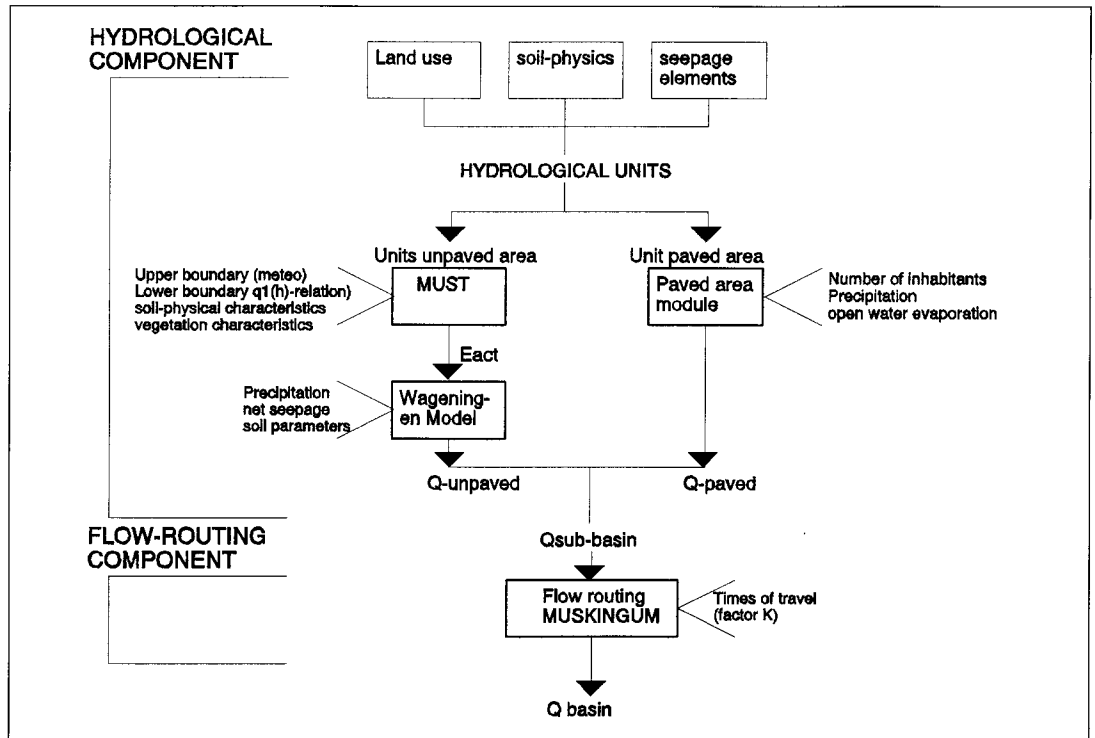 HYDROLOGICAL
COMPONENT
Land use
soil-physics
seepage
elements
HYDROLOGICAL UNITS
Units unpaved area
Unit paved area
Upper boundary (meteo)
Lower boundary q1(h)-relation)
soil-physical characteristics
vegetation characteristics
MUST
Paved area
module
Number of inhabitants
Precipitation
open water evaporation
Eact
Precipitation
net seepage
soil parameters
Wagening-
en Model
Q-unpaved
Q-paved
FLOW-ROUTING
COMPONENT
Qsub-basin
Flow routing
MUSKINGUM
Times of travel
(factor K)
Q basin